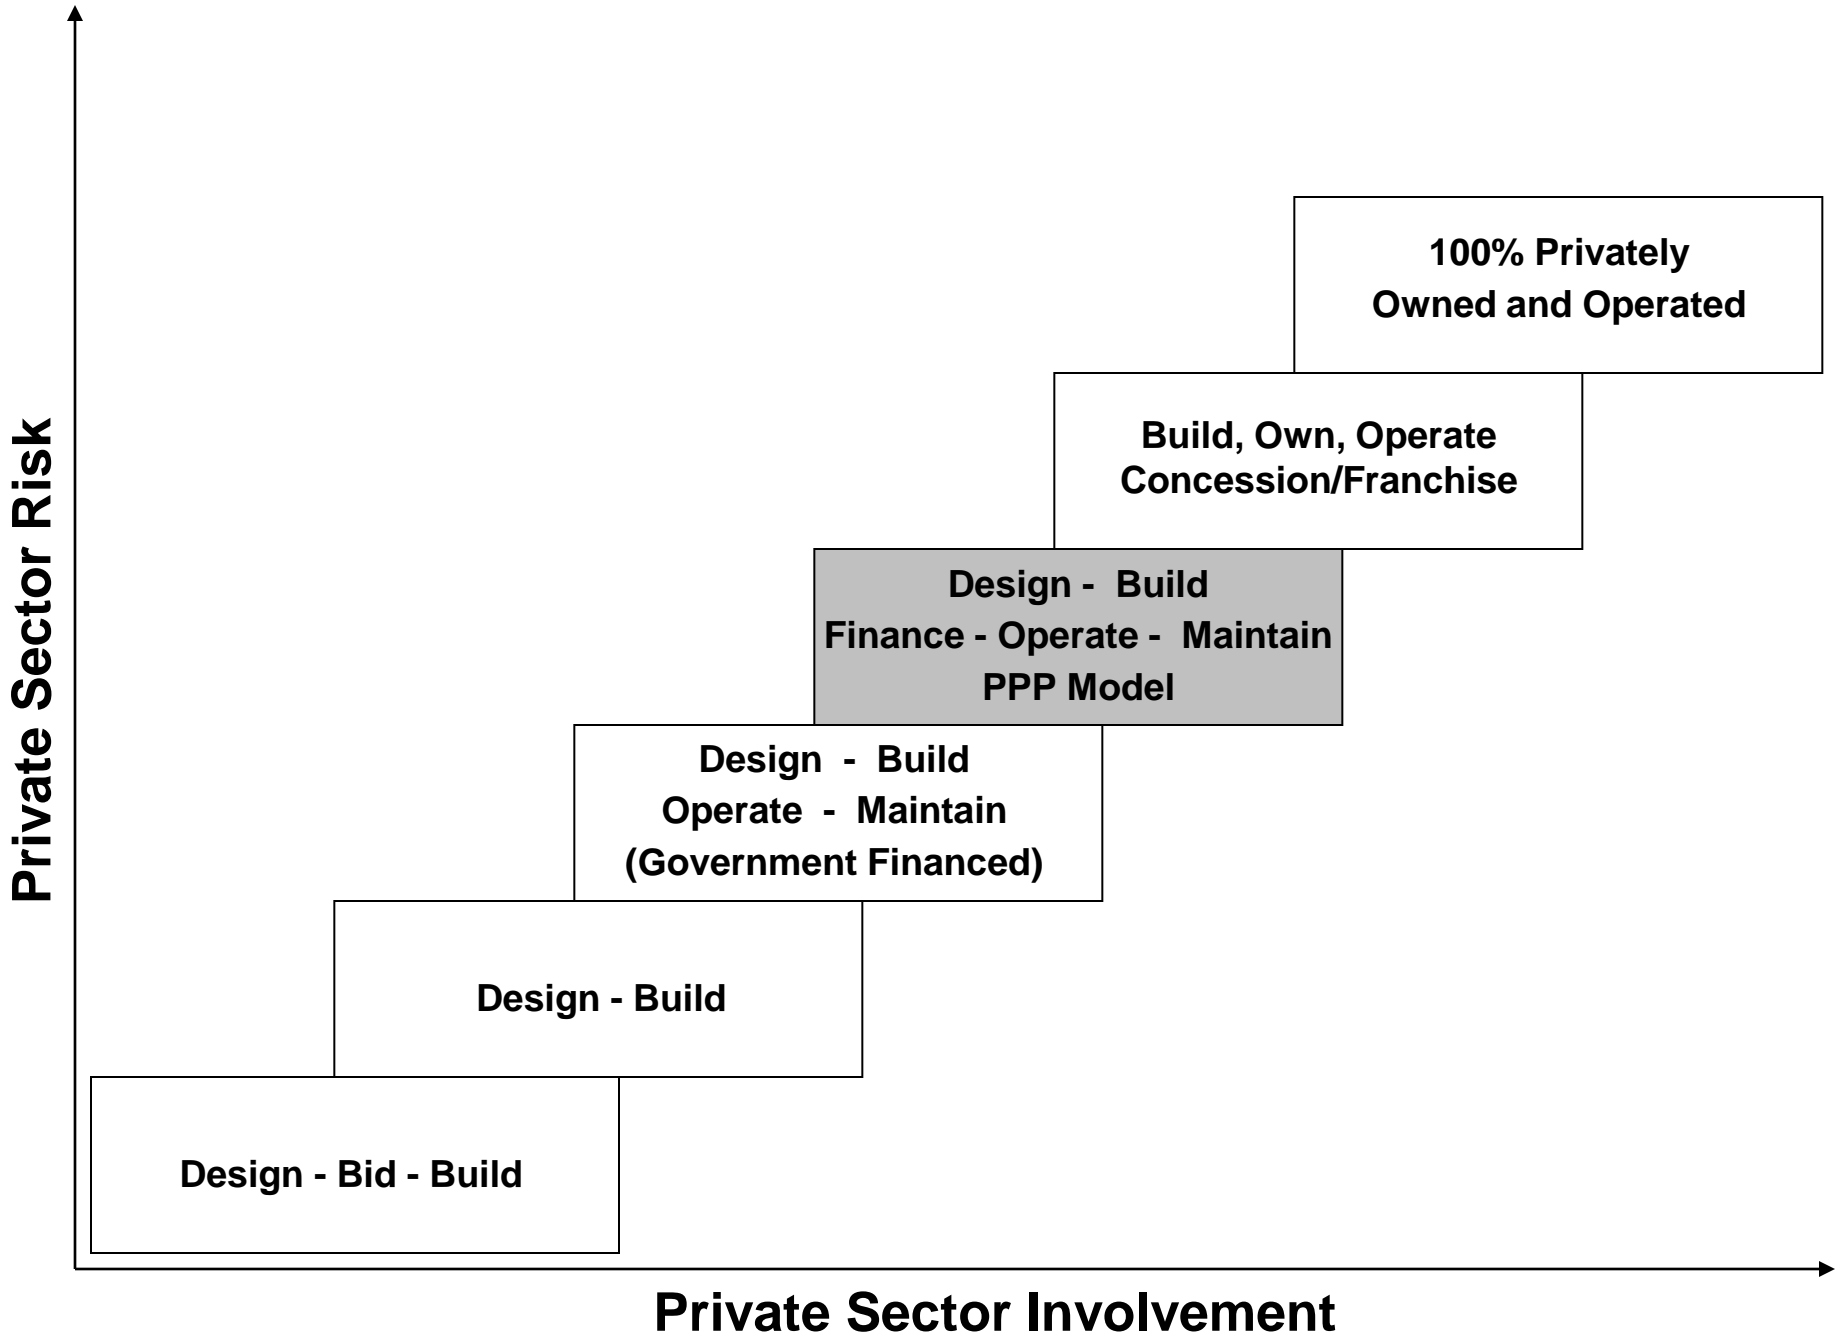 100% Privately
Owned and Operated
Build, Own, Operate
Concession/Franchise
Design - Build
Finance - Operate - Maintain
PPP Model
Design - Build
Operate - Maintain
(Government Financed)
Design - Build
Design - Bid - Build
Private Sector Risk
Private Sector Involvement